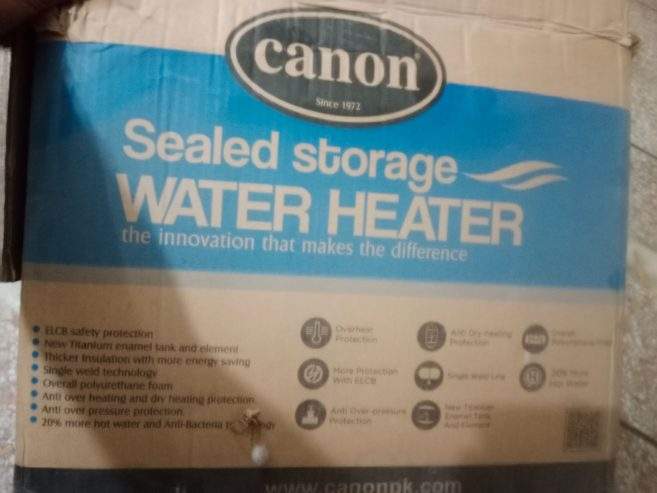 canon
Since 1972
Sealed storage
WATER HEATER
the innovation that makes the difference
ELCB safety protection
New Titanium enamel tank and element
Thicker Insulation with more energy saving
Single weld technology
Overall polyurethane foam
Anti over heating and dry heating protection
Anti over pressure protection
20% more hot water and Anti-Bacteria
Overheat
Protection
Anti Dry-heating
Protection
Overall
More Protection
With ELCB
Single Weld Line
20% More
Hot Water
Anti Over-pressure
Protection
New Titanium
Enamel Tank
And Element
www.canonpk.com